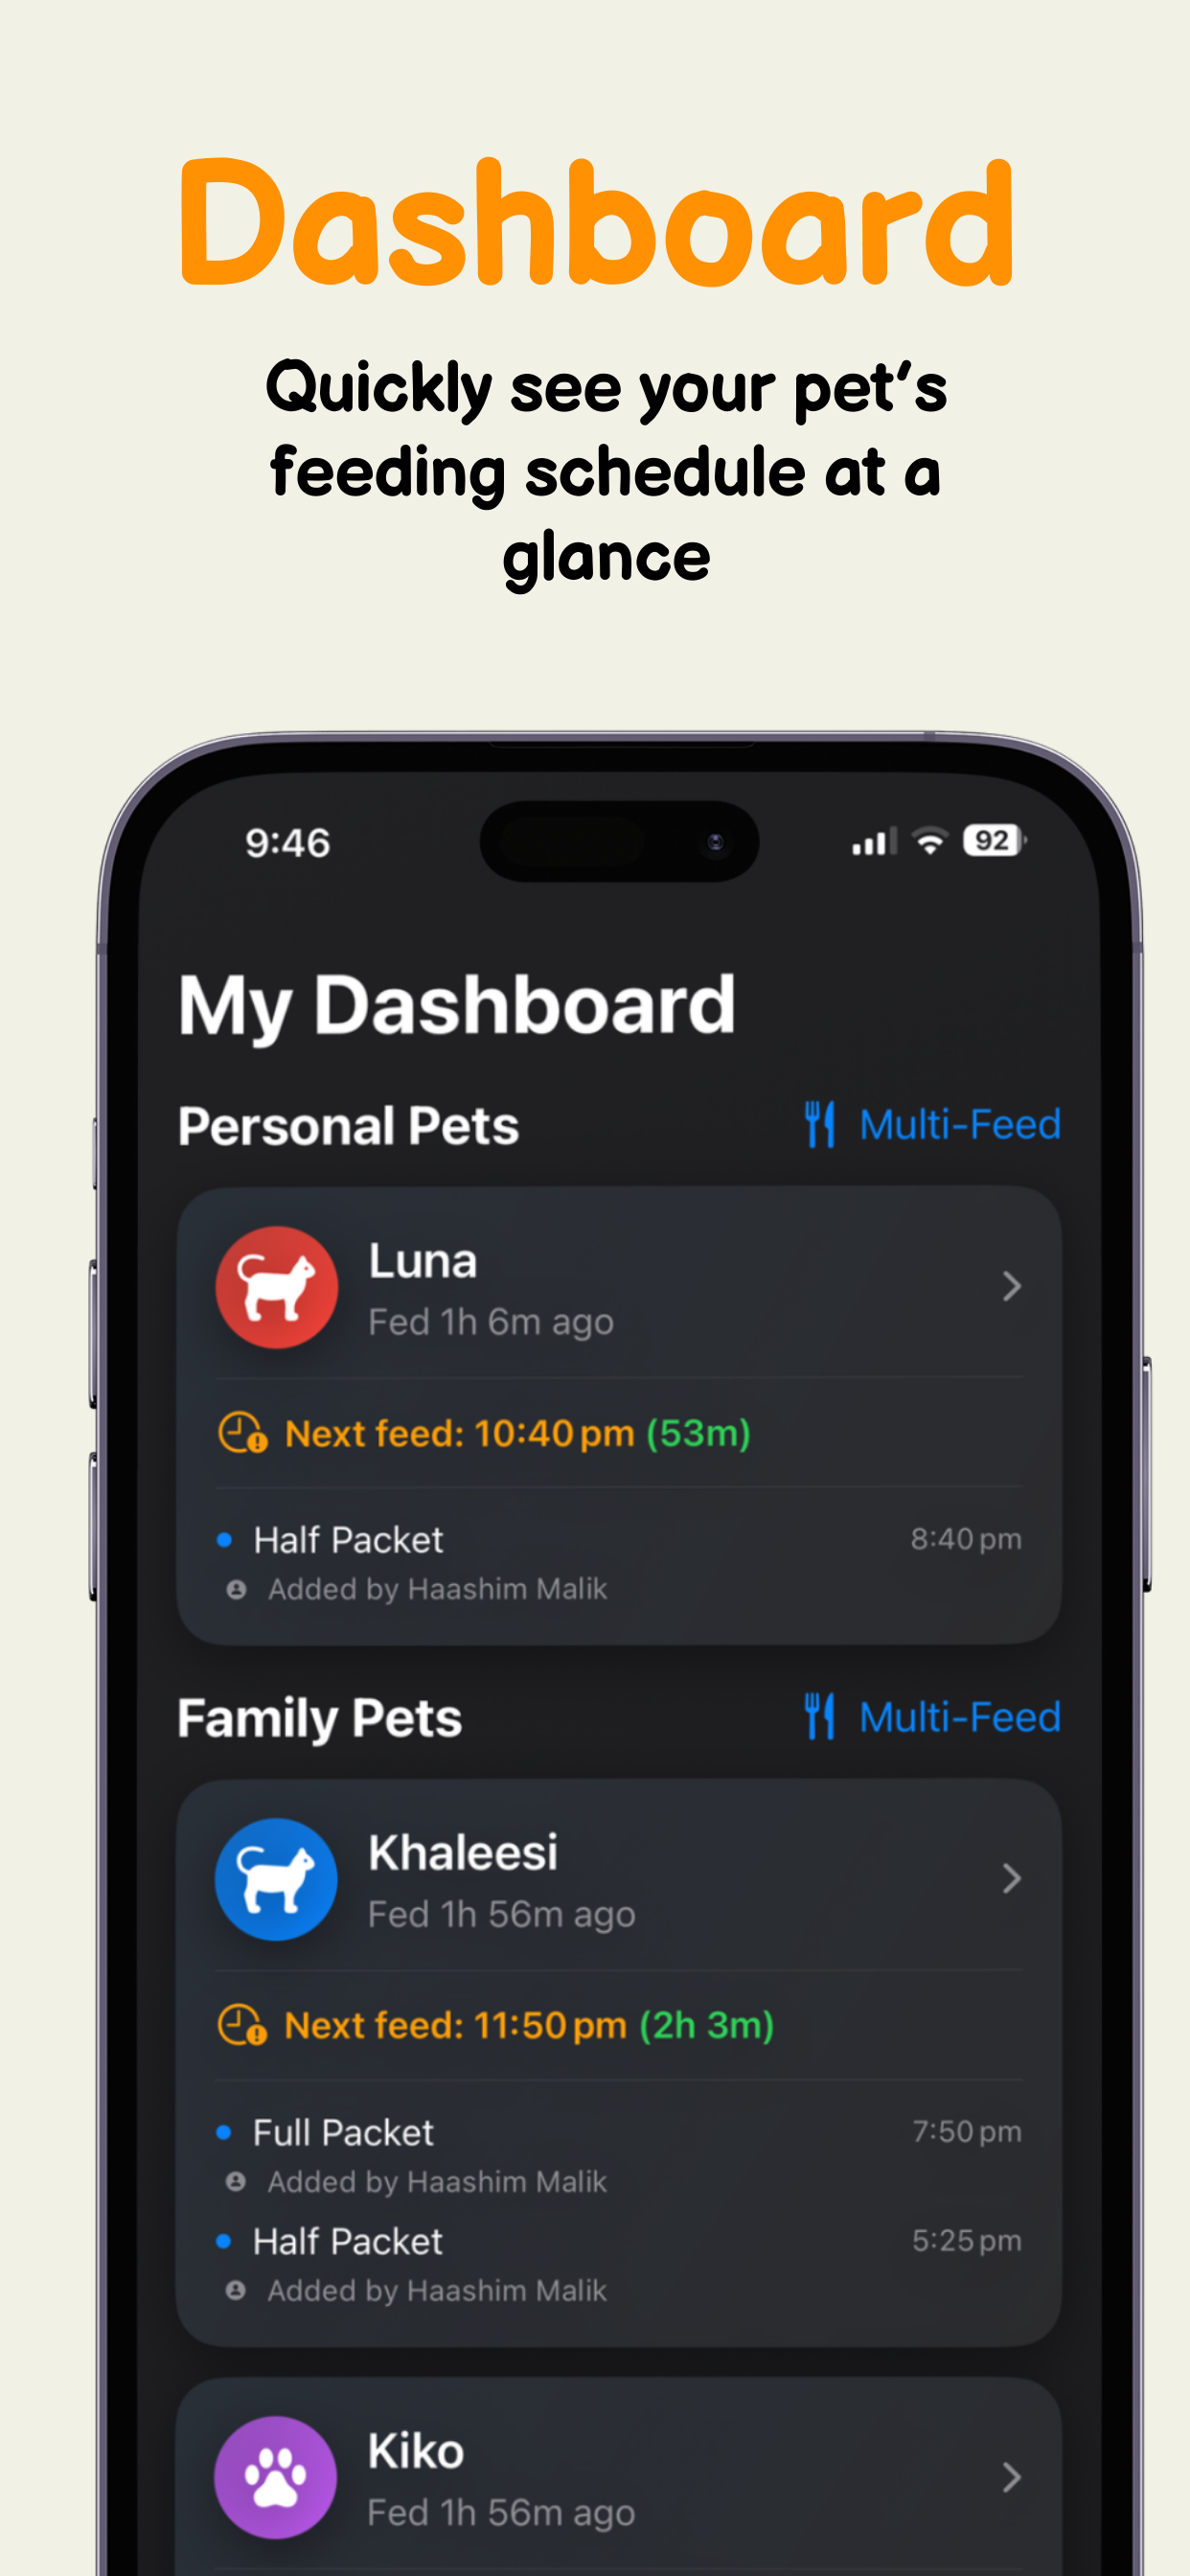 Dashboard
Quickly see your pet's
feeding schedule at a
glance
9:46
92
My Dashboard
Personal Pets
Multi-Feed
Luna
Fed 1h 6m ago
Next feed: 10:40 pm (53m)
Half Packet 8:40 pm
Added by Haashim Malik
Family Pets
Multi-Feed
Khaleesi
Fed 1h 56m ago
Next feed: 11:50 pm (2h 3m)
Full Packet 7:50 pm
Added by Haashim Malik
Half Packet 5:25 pm
Added by Haashim Malik
Kiko
Fed 1h 56m ago